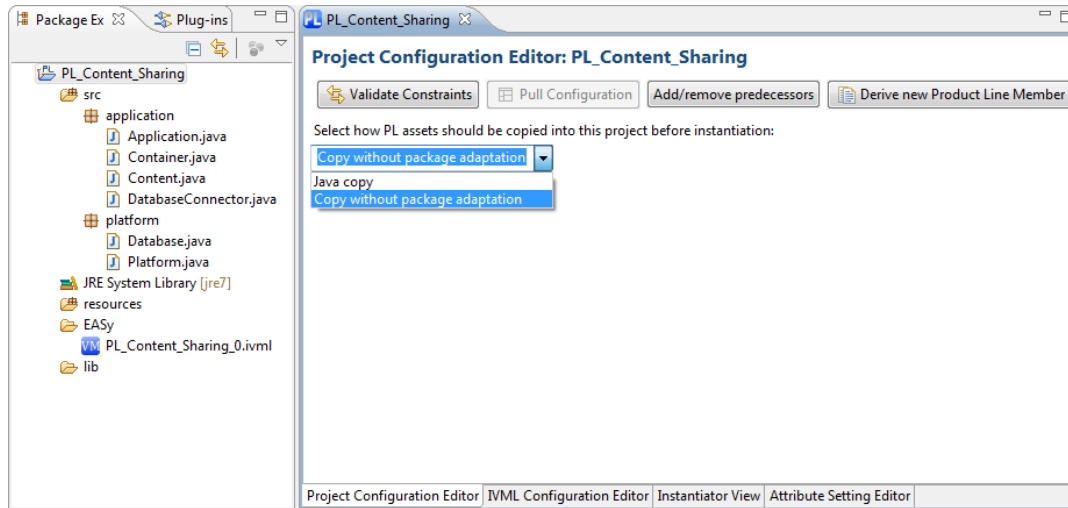 Package Ex
Plug-ins
PL_Content_Sharing
src
application
Application.java
Container.java
Content.java
DatabaseConnector.java
platform
Database.java
Platform.java
JRE System Library [jre7]
resources
EASy
VM PL_Content_Sharing_0.ivml
lib
PL PL_Content_Sharing
Project Configuration Editor: PL_Content_Sharing
Validate Constraints
Pull Configuration
Add/remove predecessors
Derive new Product Line Member
Select how PL assets should be copied into this project before instantiation:
Copy without package adaptation
Java copy
Copy without package adaptation
Project Configuration Editor
IVML Configuration Editor
Instantiator View
Attribute Setting Editor